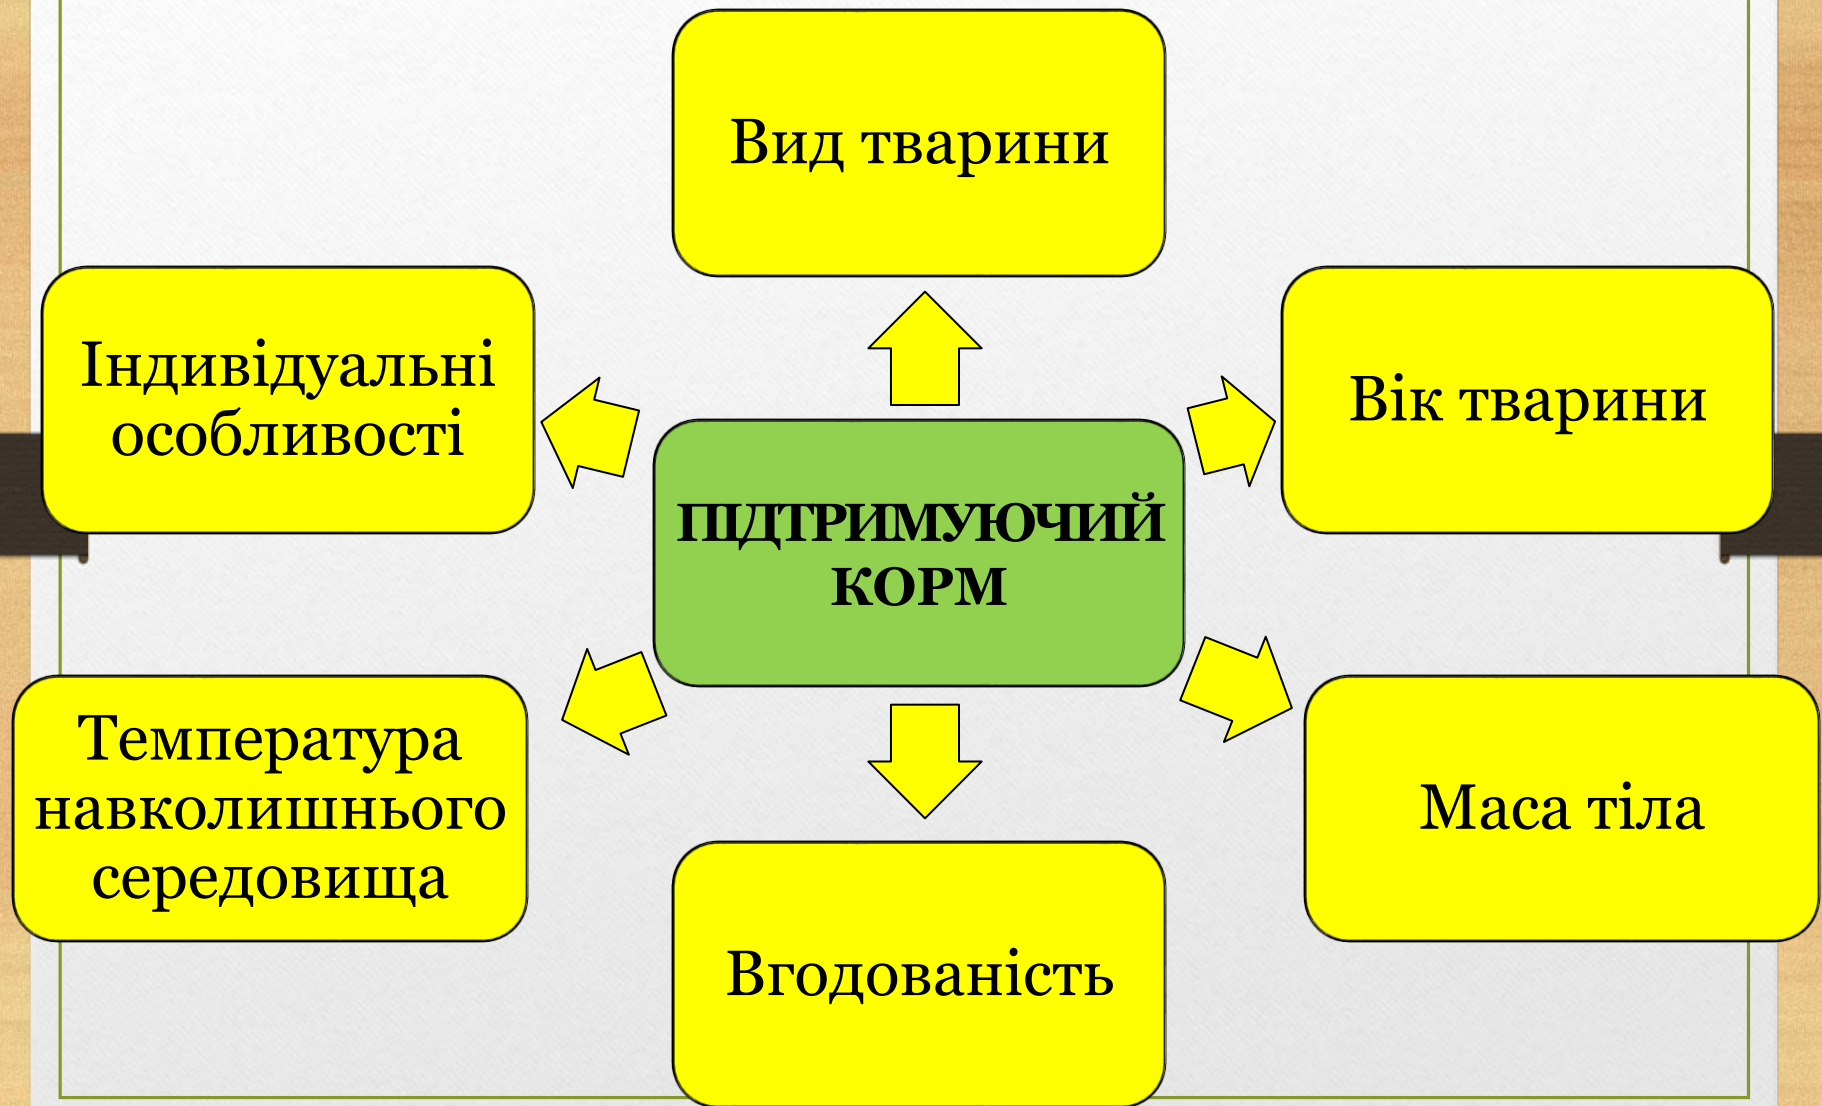 Вид тварини
Індивідуальні
особливості
Вік тварини
ПІДТРИМУЮЧИЙ
КОРМ
Температура
навколишнього
середовища
Маса тіла
Вгодованість